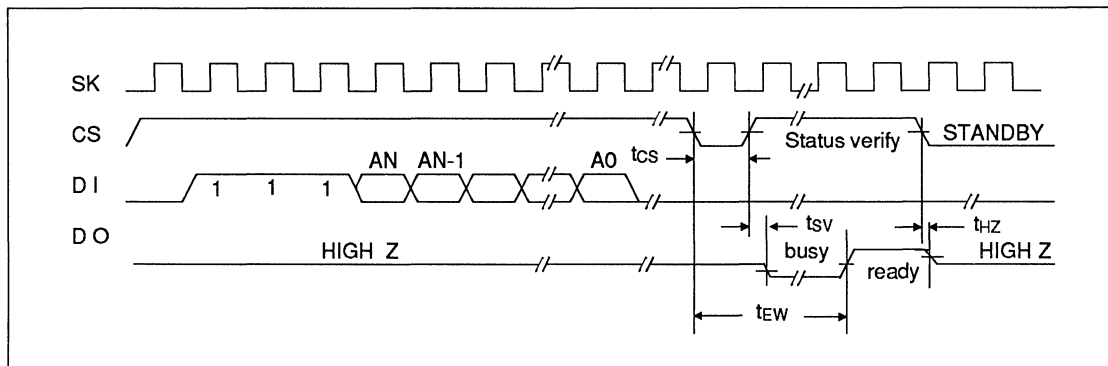 SK
CS
Status verify
STANDBY
tCS
AN
AN-1
A0
DI
1
1
1
DO
tSV
tHZ
HIGH Z
busy
ready
HIGH Z
tEW